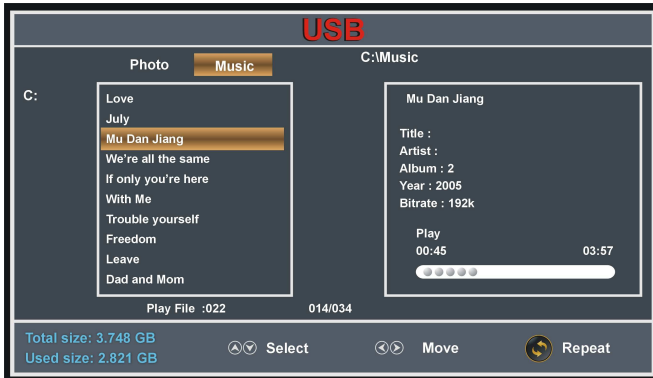 USB
Photo Music C:\Music
C:
Love
July
Mu Dan Jiang
We're all the same
If only you're here
With Me
Trouble yourself
Freedom
Leave
Dad and Mom
Mu Dan Jiang
Title :
Artist :
Album : 2
Year : 2005
Bitrate : 192k
Play
00:45 03:57
Play File :022 014/034
Total size: 3.748 GB
Used size: 2.821 GB
Select Move Repeat